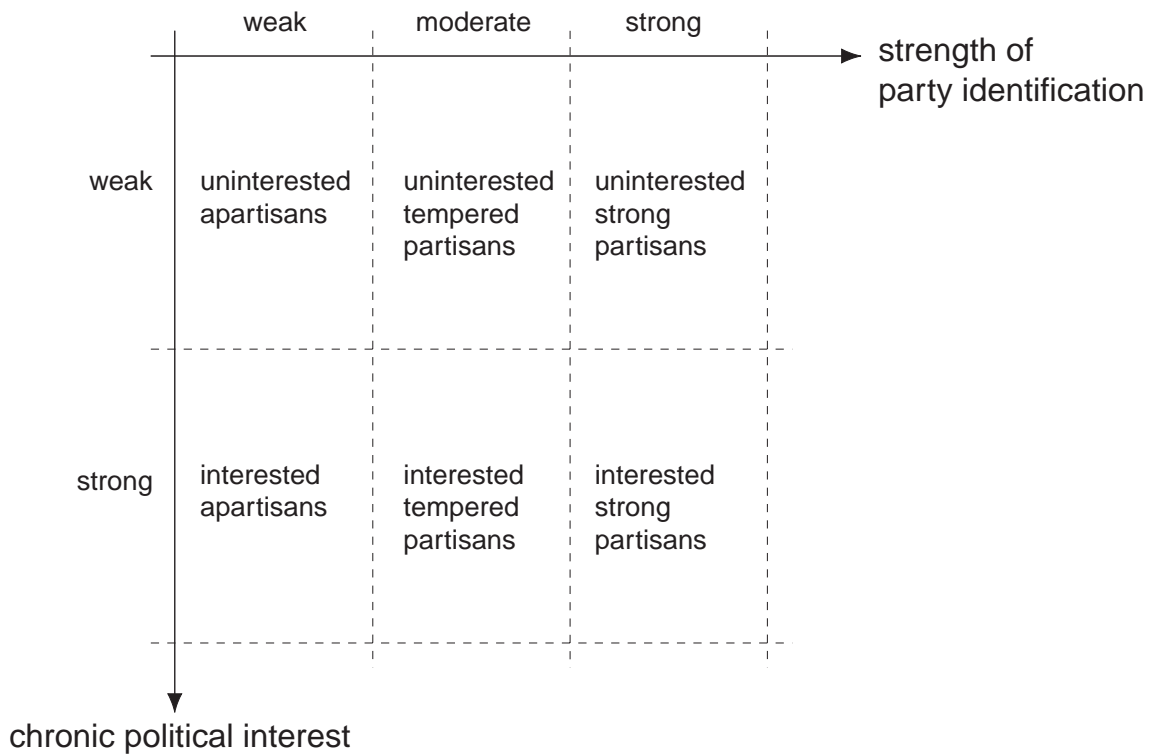 weak moderate strong
strength of
party identification
weak
uninterested
apartisans
uninterested
tempered
partisans
uninterested
strong
partisans
strong
interested
apartisans
interested
tempered
partisans
interested
strong
partisans
chronic political interest